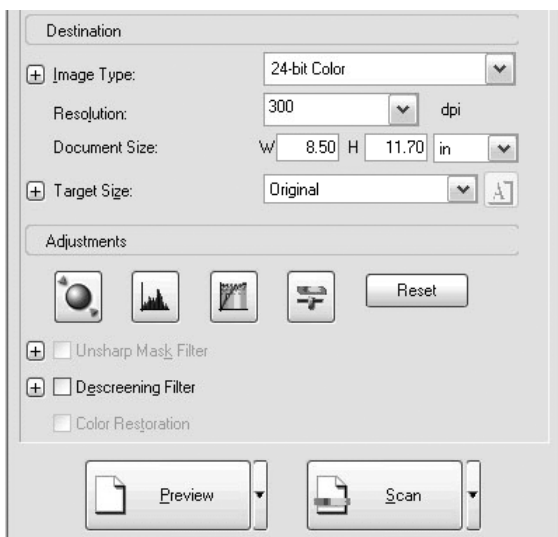 Destination
Image Type: 24-bit Color
Resolution: 300 dpi
Document Size: W 8.50 H 11.70 in
Target Size: Original A
Adjustments
Reset
Unsharp Mask Filter
Descreening Filter
Color Restoration
Preview Scan